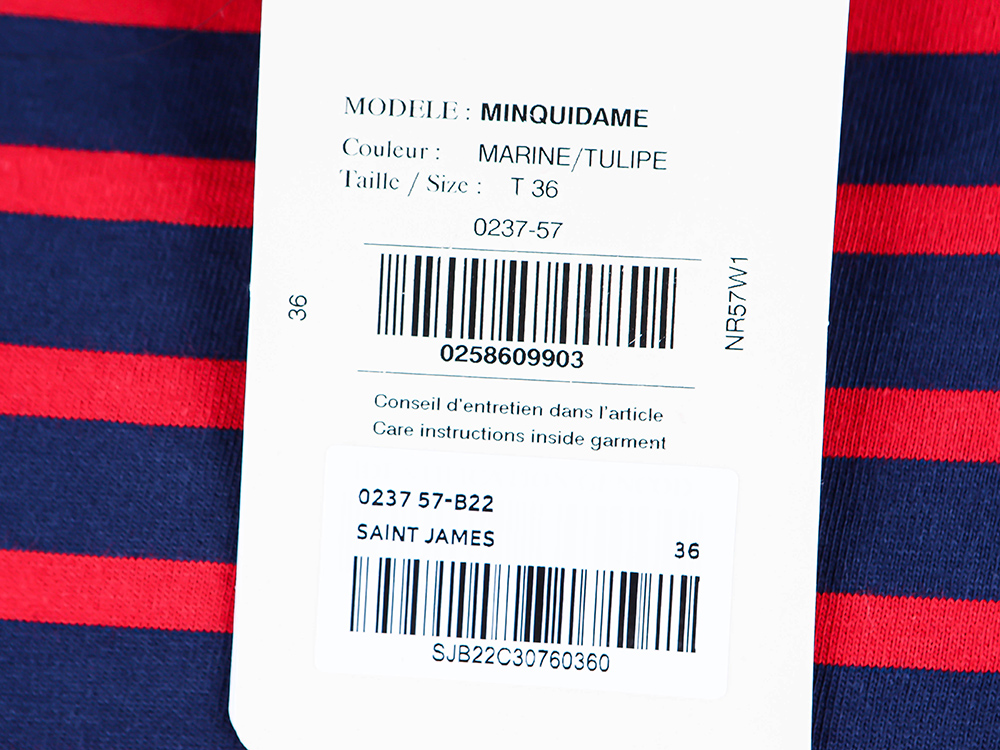 MODELE : MINQUIDAME
Couleur : MARINE/TULIPE
Taille / Size : T 36
0237-57
36
NR57W1
0258609903
Conseil d'entretien dans l'article
Care instructions inside garment
0237 57-B22
SAINT JAMES
36
SJB22C30760360